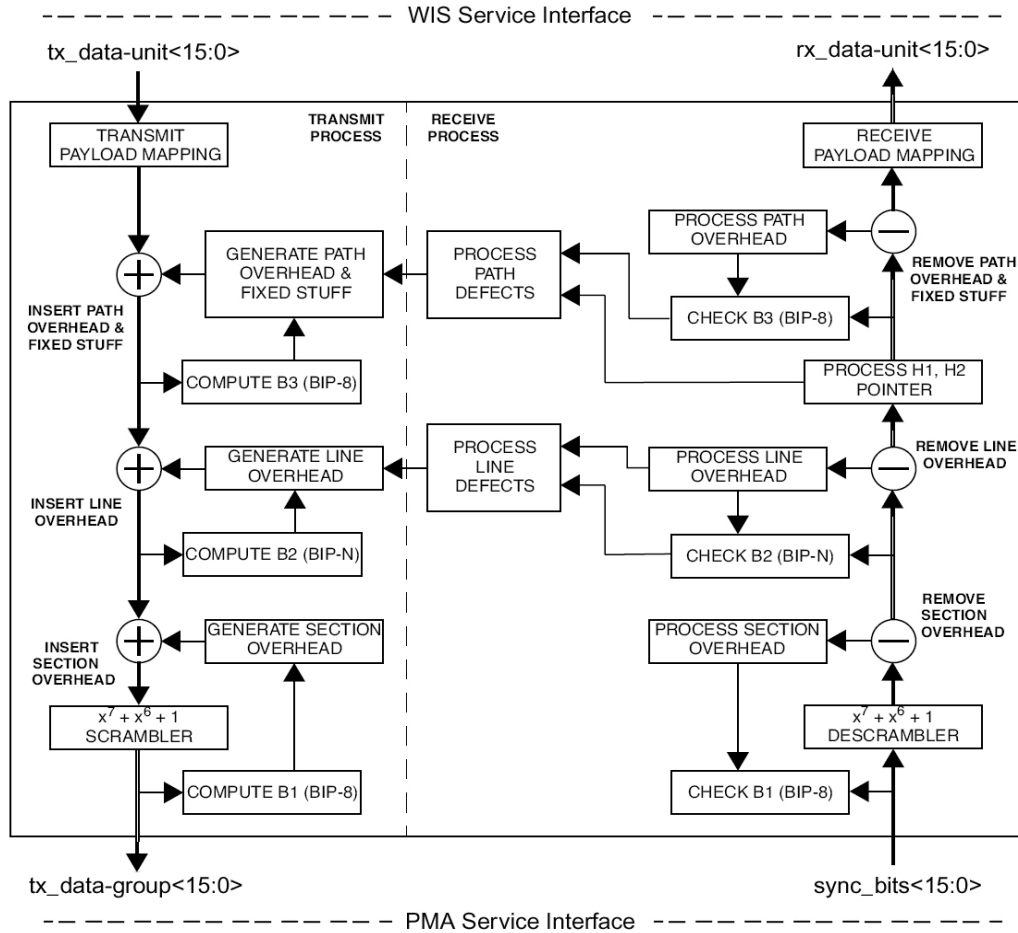 WIS Service Interface
tx_data-unit<15:0>
rx_data-unit<15:0>
TRANSMIT
PROCESS
RECEIVE
PROCESS
TRANSMIT
PAYLOAD MAPPING
RECEIVE
PAYLOAD MAPPING
GENERATE PATH
OVERHEAD &
FIXED STUFF
PROCESS
PATH
DEFECTS
PROCESS PATH
OVERHEAD
REMOVE PATH
OVERHEAD &
FIXED STUFF
INSERT PATH
OVERHEAD &
FIXED STUFF
CHECK B3 (BIP-8)
COMPUTE B3 (BIP-8)
PROCESS H1, H2
POINTER
GENERATE LINE
OVERHEAD
PROCESS
LINE
DEFECTS
PROCESS LINE
OVERHEAD
REMOVE LINE
OVERHEAD
INSERT LINE
OVERHEAD
COMPUTE B2 (BIP-N)
CHECK B2 (BIP-N)
REMOVE
SECTION
OVERHEAD
GENERATE SECTION
OVERHEAD
PROCESS SECTION
OVERHEAD
INSERT
SECTION
OVERHEAD
x⁷ + x⁶ + 1
SCRAMBLER
x⁷ + x⁶ + 1
DESCRAMBLER
COMPUTE B1 (BIP-8)
CHECK B1 (BIP-8)
tx_data-group<15:0>
sync_bits<15:0>
PMA Service Interface